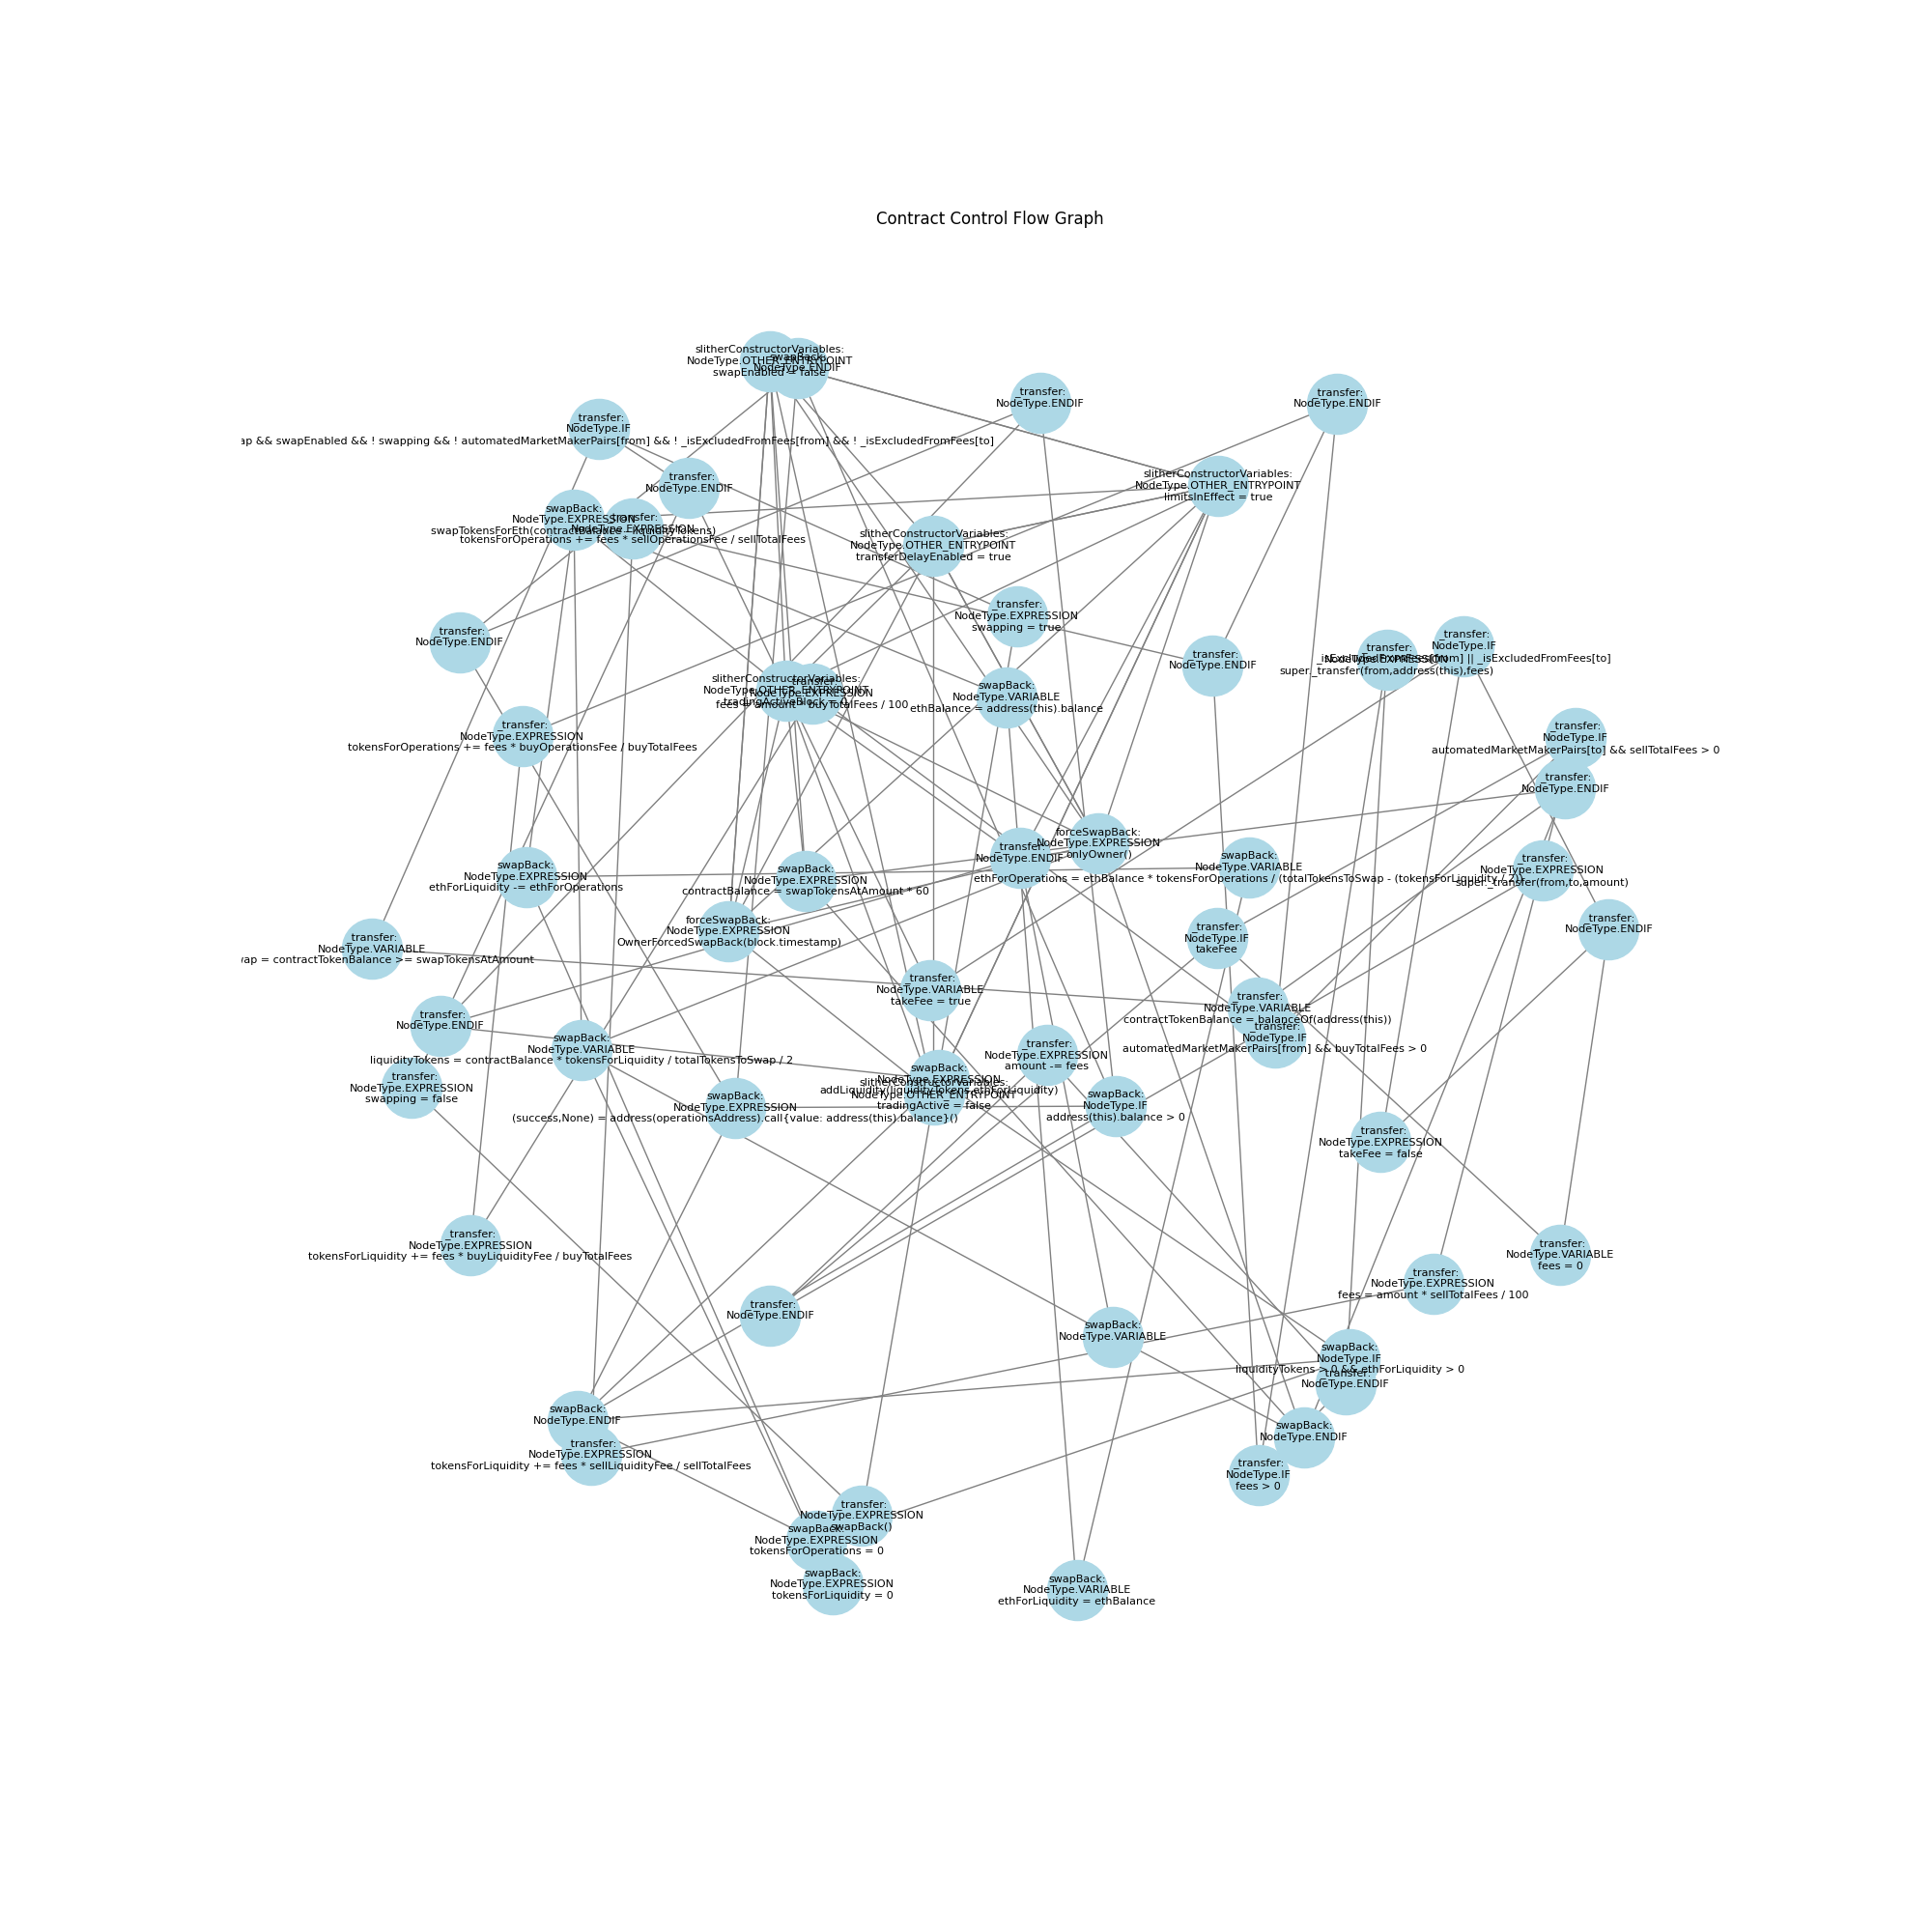 Contract Control Flow Graph
slitherConstructorVariables:
NodeType.OTHER_ENTRYPOINT
swapEnabled = false
swapBack:
NodeType.ENDIF
_transfer:
NodeType.ENDIF
_transfer:
NodeType.ENDIF
_transfer:
NodeType.IF
ap && swapEnabled && ! swapping && ! automatedMarketMakerPairs[from] && ! _isExcludedFromFees[from] && ! _isExcludedFromFees[to]
_transfer:
NodeType.ENDIF
slitherConstructorVariables:
NodeType.OTHER_ENTRYPOINT
limitsInEffect = true
swapBack:
NodeType.EXPRESSION
swapTokensForEth(contractBalance - liquidityTokens)
_transfer:
NodeType.EXPRESSION
tokensForOperations += fees * sellOperationsFee / sellTotalFees
slitherConstructorVariables:
NodeType.OTHER_ENTRYPOINT
transferDelayEnabled = true
_transfer:
NodeType.EXPRESSION
swapping = true
_transfer:
NodeType.ENDIF
_transfer:
NodeType.ENDIF
_transfer:
NodeType.EXPRESSION
super._transfer(from,address(this),fees)
_transfer:
NodeType.IF
_isExcludedFromFees[from] || _isExcludedFromFees[to]
slitherConstructorVariables:
NodeType.OTHER_ENTRYPOINT
tradingActiveBlock = 0
_transfer:
NodeType.EXPRESSION
fees = amount * buyTotalFees / 100
swapBack:
NodeType.VARIABLE
ethBalance = address(this).balance
_transfer:
NodeType.EXPRESSION
tokensForOperations += fees * buyOperationsFee / buyTotalFees
_transfer:
NodeType.IF
automatedMarketMakerPairs[to] && sellTotalFees > 0
_transfer:
NodeType.ENDIF
forceSwapBack:
NodeType.EXPRESSION
onlyOwner()
_transfer:
NodeType.ENDIF
swapBack:
NodeType.VARIABLE
ethForOperations = ethBalance * tokensForOperations / (totalTokensToSwap - (tokensForLiquidity / 2))
_transfer:
NodeType.EXPRESSION
super._transfer(from,to,amount)
swapBack:
NodeType.EXPRESSION
ethForLiquidity -= ethForOperations
swapBack:
NodeType.EXPRESSION
contractBalance = swapTokensAtAmount * 60
forceSwapBack:
NodeType.EXPRESSION
OwnerForcedSwapBack(block.timestamp)
_transfer:
NodeType.IF
takeFee
_transfer:
NodeType.ENDIF
_transfer:
NodeType.VARIABLE
= contractTokenBalance >= swapTokensAtAmount
_transfer:
NodeType.VARIABLE
takeFee = true
_transfer:
NodeType.VARIABLE
contractTokenBalance = balanceOf(address(this))
_transfer:
NodeType.ENDIF
_transfer:
NodeType.IF
automatedMarketMakerPairs[from] && buyTotalFees > 0
swapBack:
NodeType.VARIABLE
liquidityTokens = contractBalance * tokensForLiquidity / totalTokensToSwap / 2
_transfer:
NodeType.EXPRESSION
amount -= fees
_transfer:
NodeType.EXPRESSION
swapping = false
swapBack:
NodeType.EXPRESSION
addLiquidity(liquidityTokens,ethForLiquidity)
slitherConstructorVariables:
NodeType.OTHER_ENTRYPOINT
tradingActive = false
swapBack:
NodeType.EXPRESSION
(success,None) = address(operationsAddress).call{value: address(this).balance}()
swapBack:
NodeType.IF
address(this).balance > 0
_transfer:
NodeType.EXPRESSION
takeFee = false
_transfer:
NodeType.EXPRESSION
tokensForLiquidity += fees * buyLiquidityFee / buyTotalFees
_transfer:
NodeType.VARIABLE
fees = 0
_transfer:
NodeType.EXPRESSION
fees = amount * sellTotalFees / 100
_transfer:
NodeType.ENDIF
swapBack:
NodeType.VARIABLE
swapBack:
NodeType.IF
liquidityTokens > 0 && ethForLiquidity > 0
_transfer:
NodeType.ENDIF
swapBack:
NodeType.ENDIF
swapBack:
NodeType.ENDIF
_transfer:
NodeType.EXPRESSION
tokensForLiquidity += fees * sellLiquidityFee / sellTotalFees
_transfer:
NodeType.IF
fees > 0
_transfer:
NodeType.EXPRESSION
swapBack()
swapBack:
NodeType.EXPRESSION
tokensForOperations = 0
swapBack:
NodeType.EXPRESSION
tokensForLiquidity = 0
swapBack:
NodeType.VARIABLE
ethForLiquidity = ethBalance